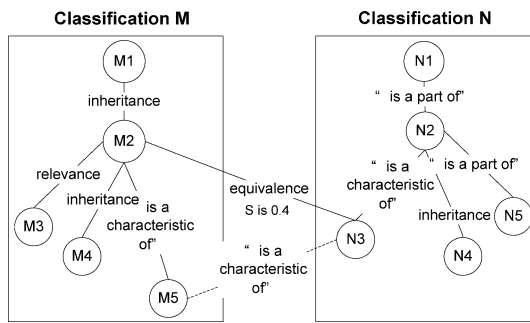 Classification M
Classification N
M1
N1
inheritance
“ is a part of”
M2
N2
relevance
inheritance
is a
characteristic
of”
equivalence
S is 0.4
“ is a
characteristic
of”
“ is a part of”
inheritance
M3
M4
M5
“ is a
characteristic
of”
N3
N4
N5